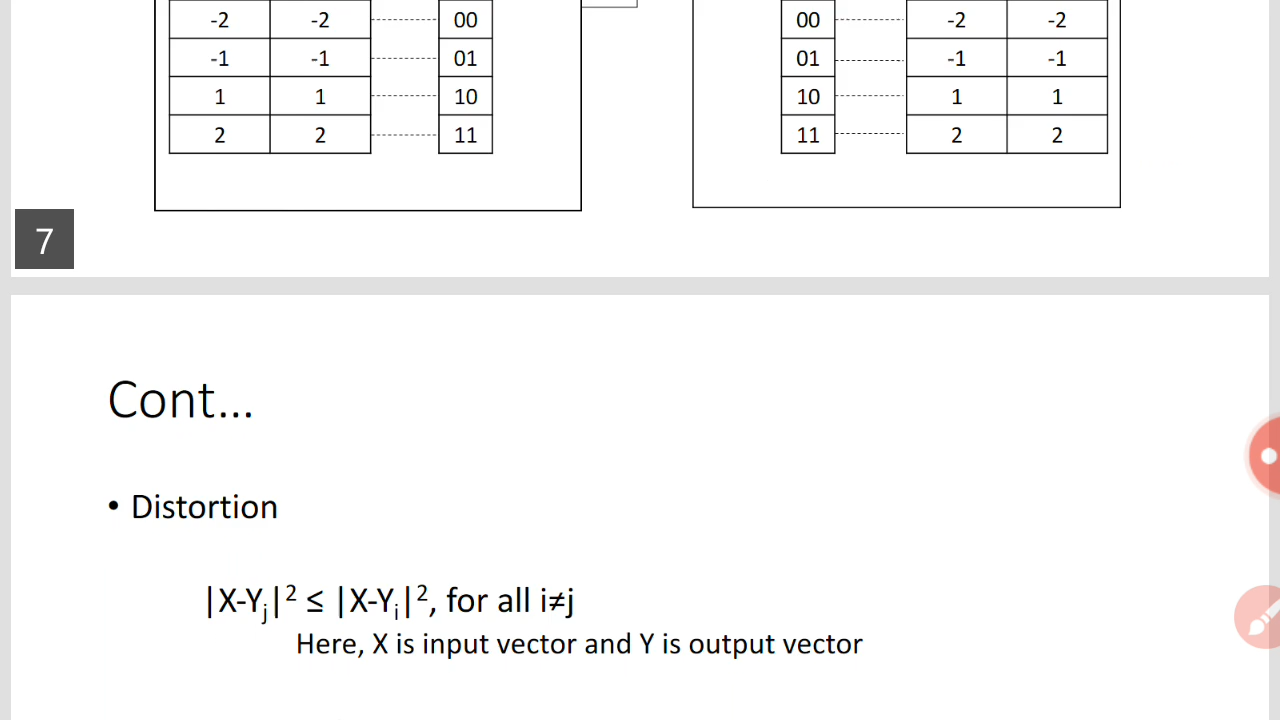 -2 -2 00 00 -2 -2
-1 -1 01 01 -1 -1
1 1 10 10 1 1
2 2 11 11 2 2
7
Cont...
• Distortion
|X-Yj|² ≤ |X-Yi|², for all i≠j
Here, X is input vector and Y is output vector